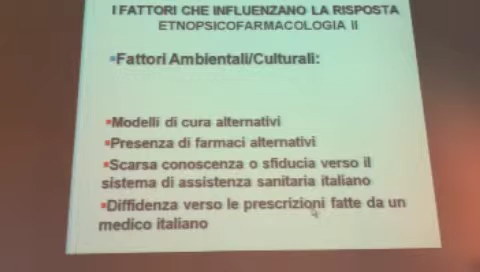 I FATTORI CHE INFLUENZANO LA RISPOSTA
ETNOPSICOFARMACOLOGIA II
▪Fattori Ambientali/Culturali:
▪Modelli di cura alternativi
▪Presenza di farmaci alternativi
▪Scarsa conoscenza o sfiducia verso il
sistema di assistenza sanitaria italiano
▪Diffidenza verso le prescrizioni fatte da un
medico italiano